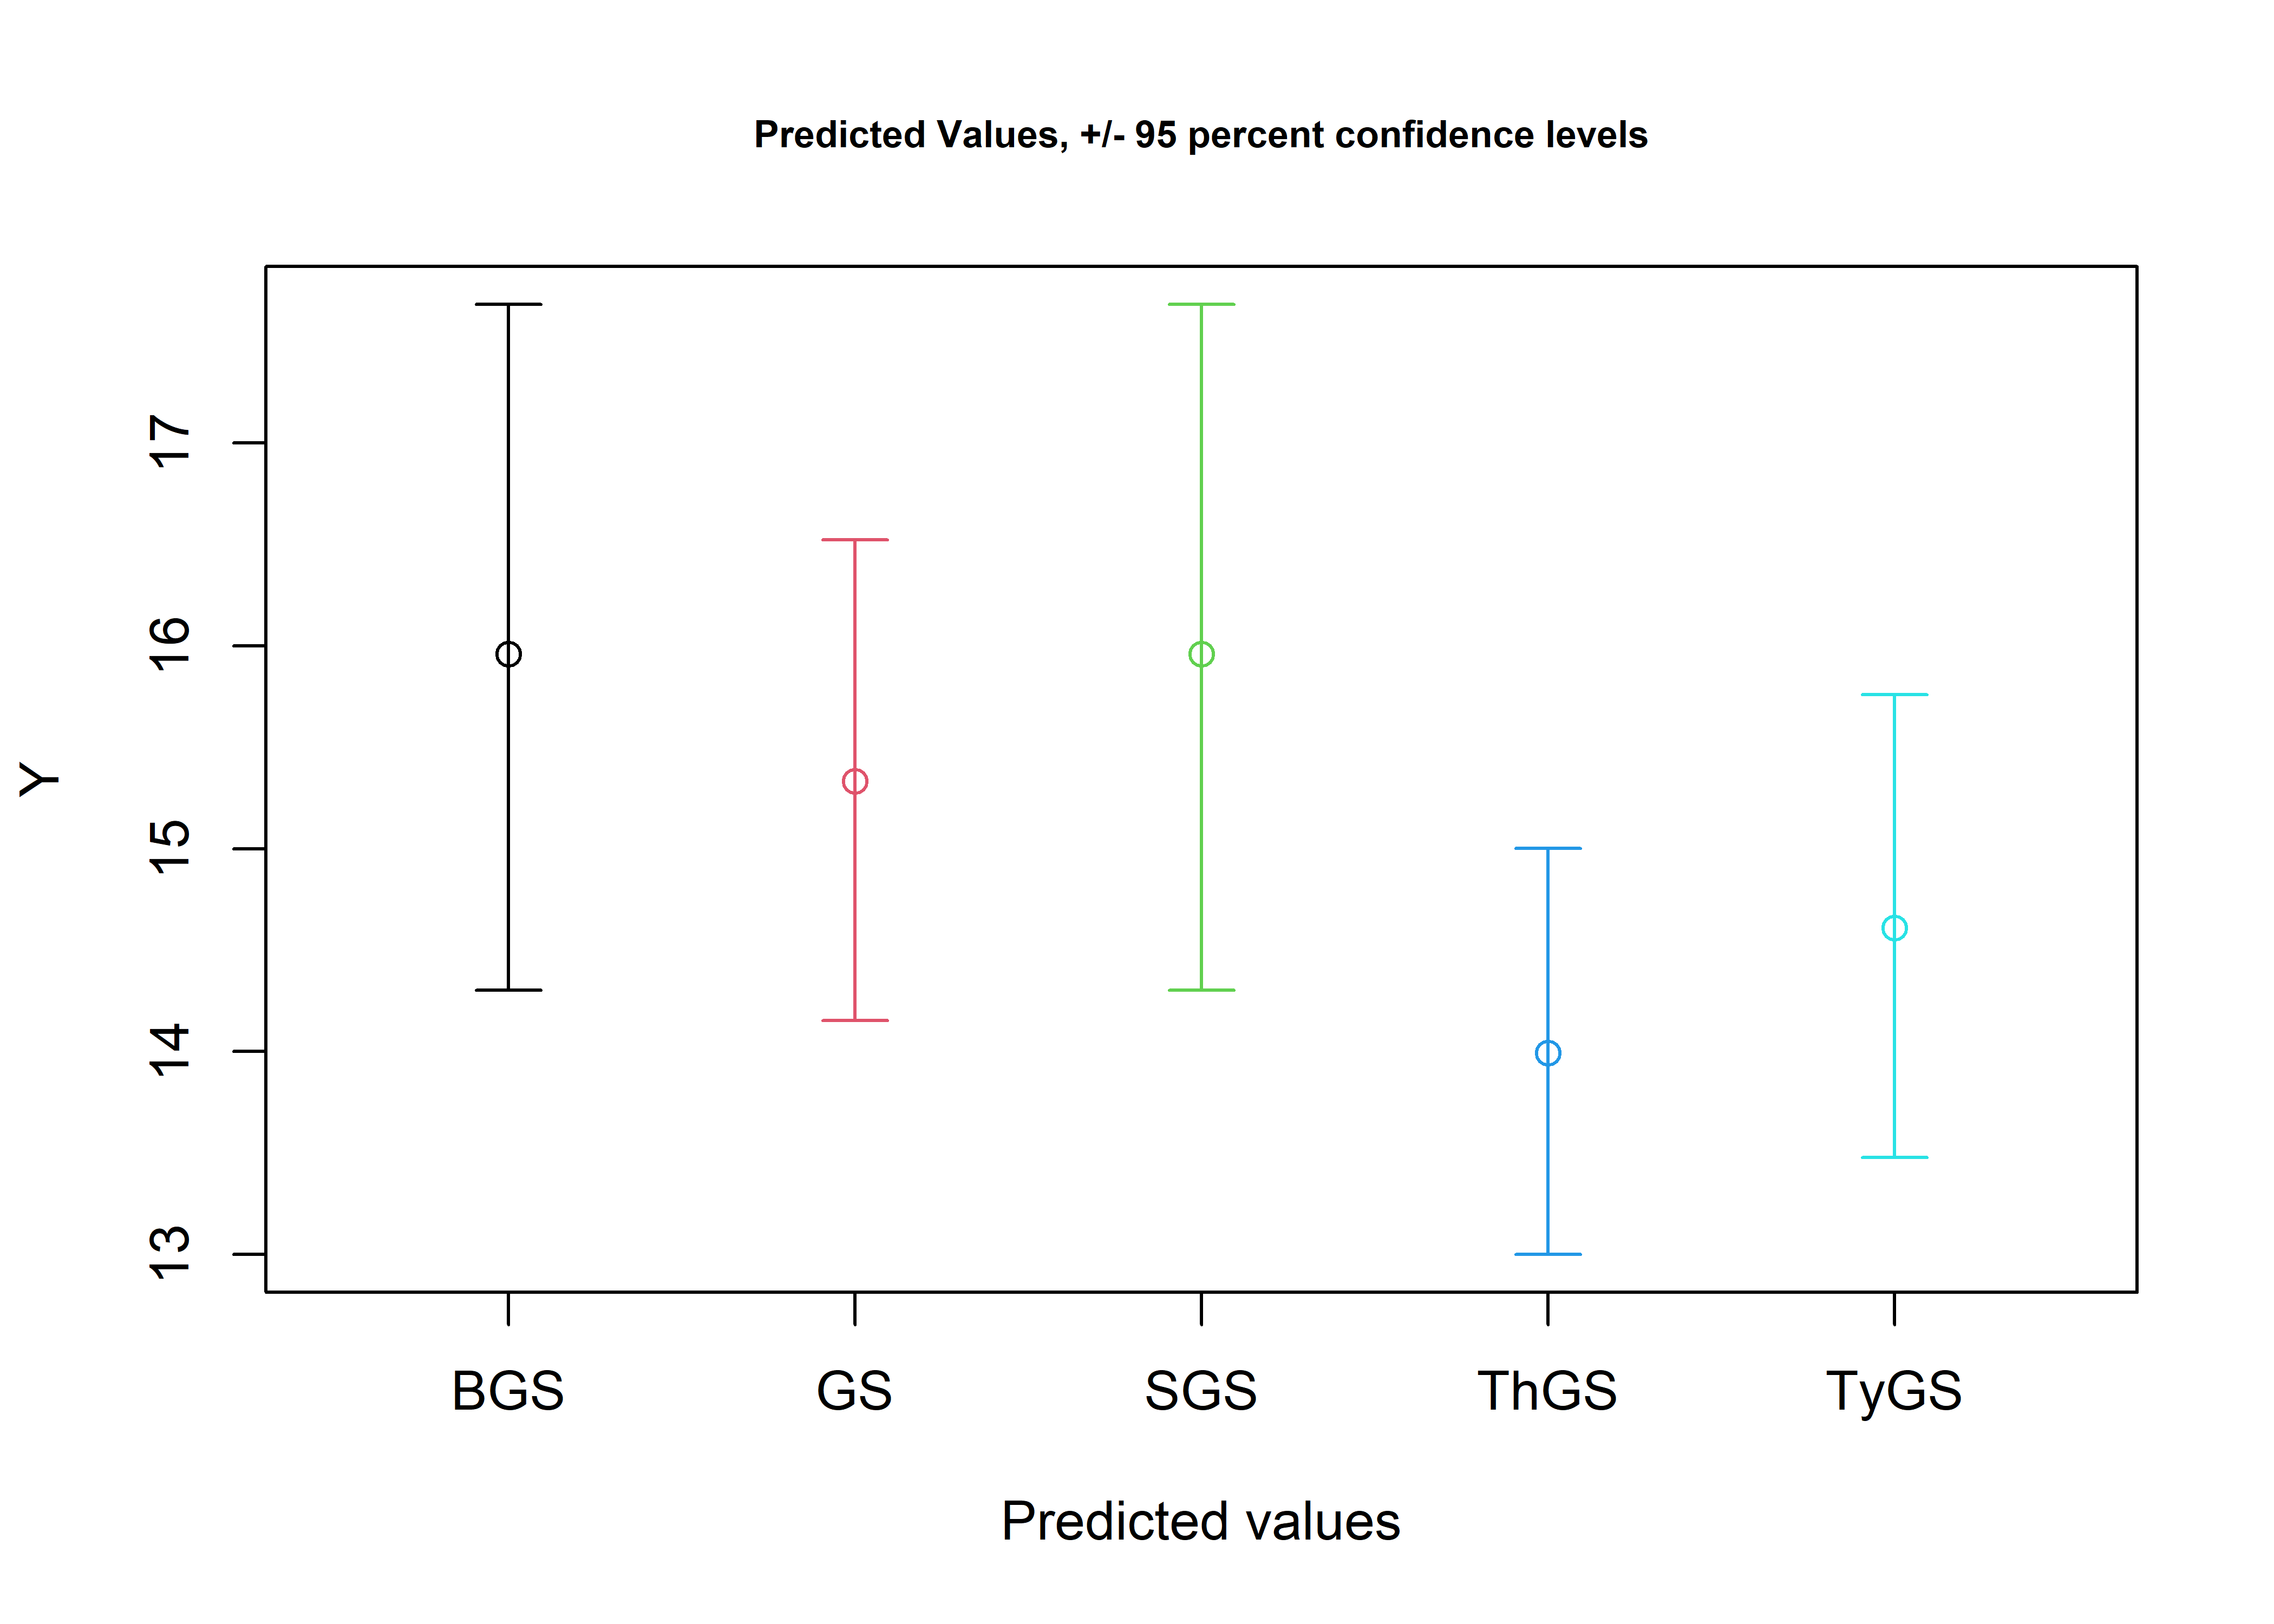 Predicted Values, +/- 95 percent confidence levels
17
16
15
14
13
Y
BGS GS SGS ThGS TyGS
Predicted values